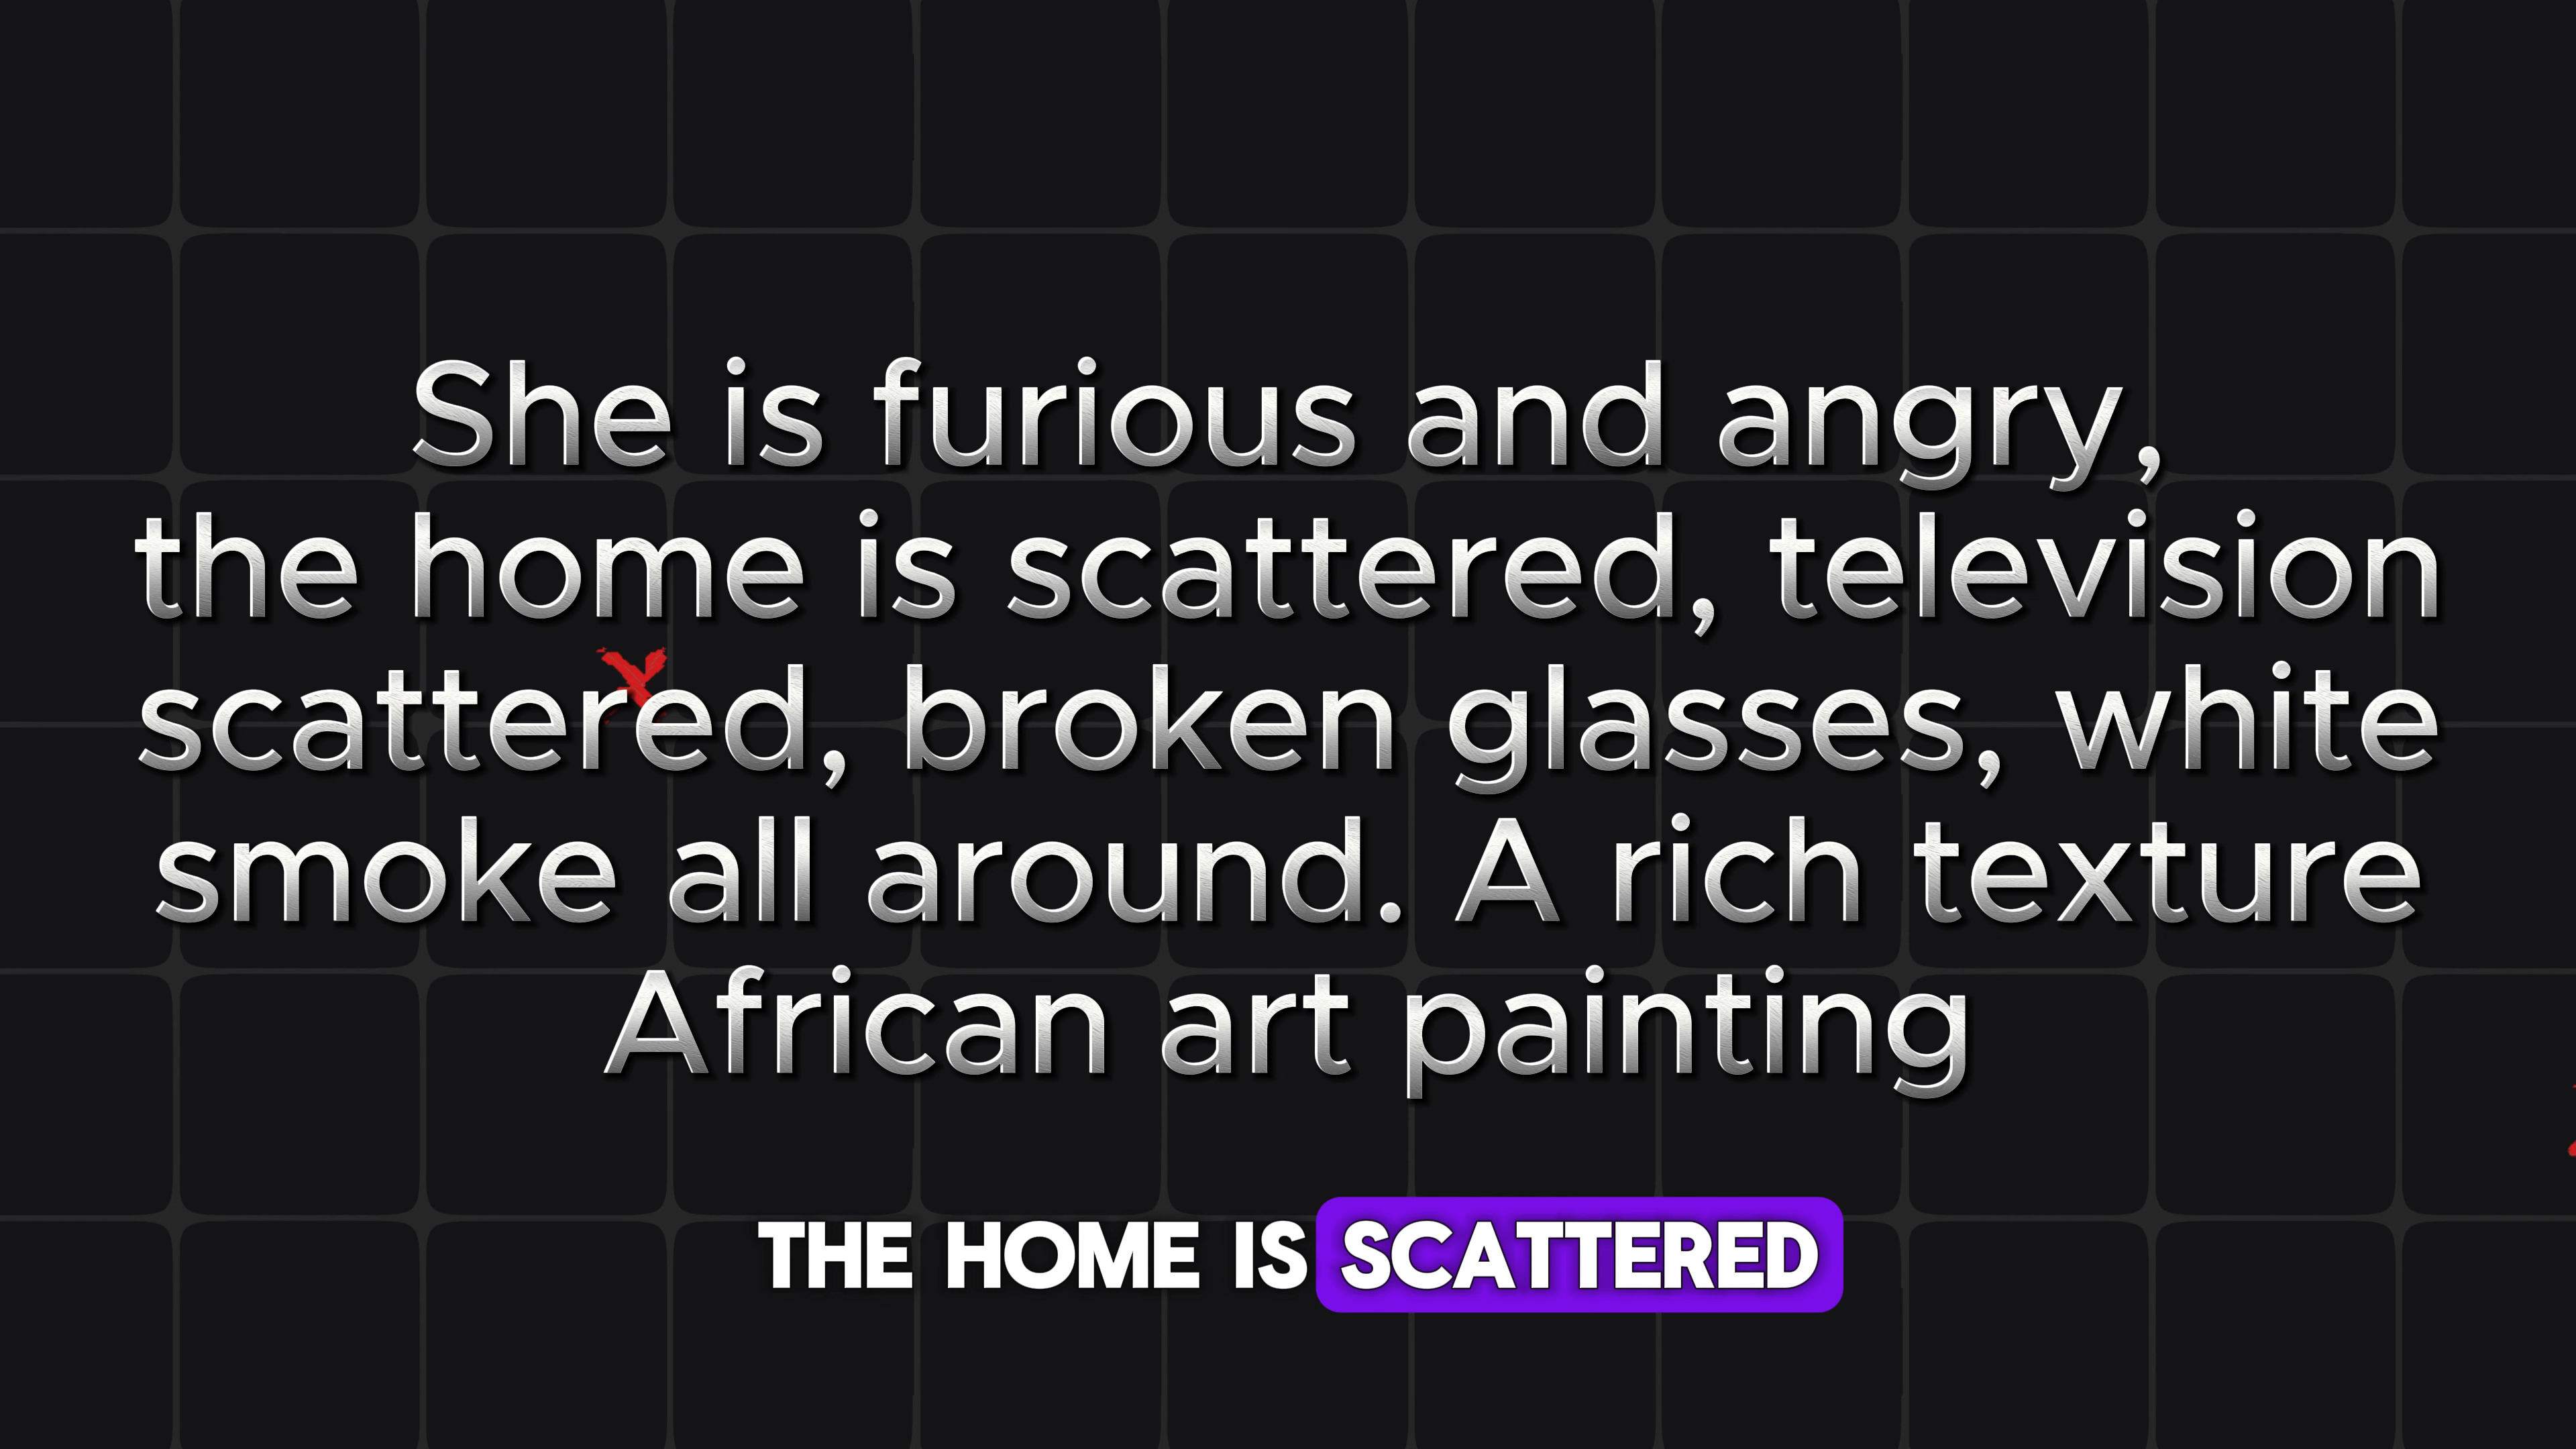 She is furious and angry,
the home is scattered, television
scattered, broken glasses, white
smoke all around. A rich texture
African art painting
THE HOME IS SCATTERED